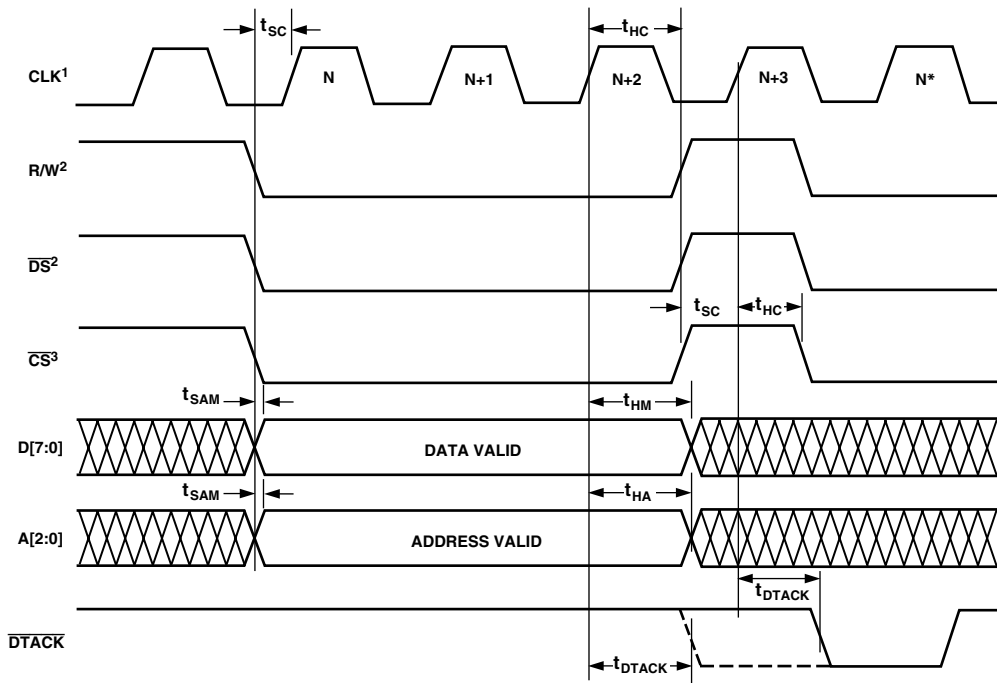 tSC
tHC
CLK1
N
N+1
N+2
N+3
N*
R/W2
DS2
tSC
tHC
CS3
tSAM
tHM
D[7:0]
DATA VALID
tSAM
tHA
A[2:0]
ADDRESS VALID
tDTACK
DTACK
tDTACK